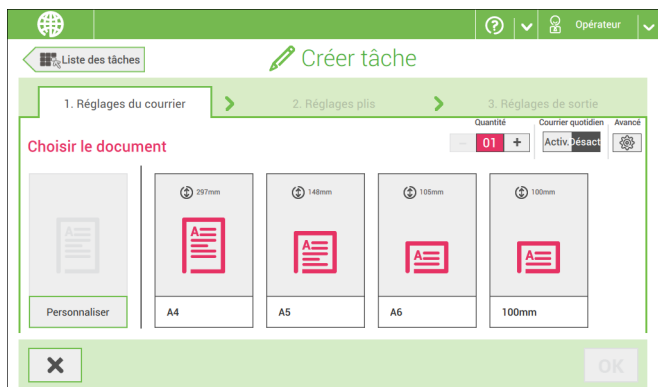 Opérateur
Liste des tâches
Créer tâche
1. Réglages du courrier
2. Réglages plis
3. Réglages de sortie
Quantité
Courrier quotidien
Avancé
Choisir le document
– 01 +
Activ. Désact
297mm
148mm
105mm
100mm
Personnaliser
A4
A5
A6
100mm
OK